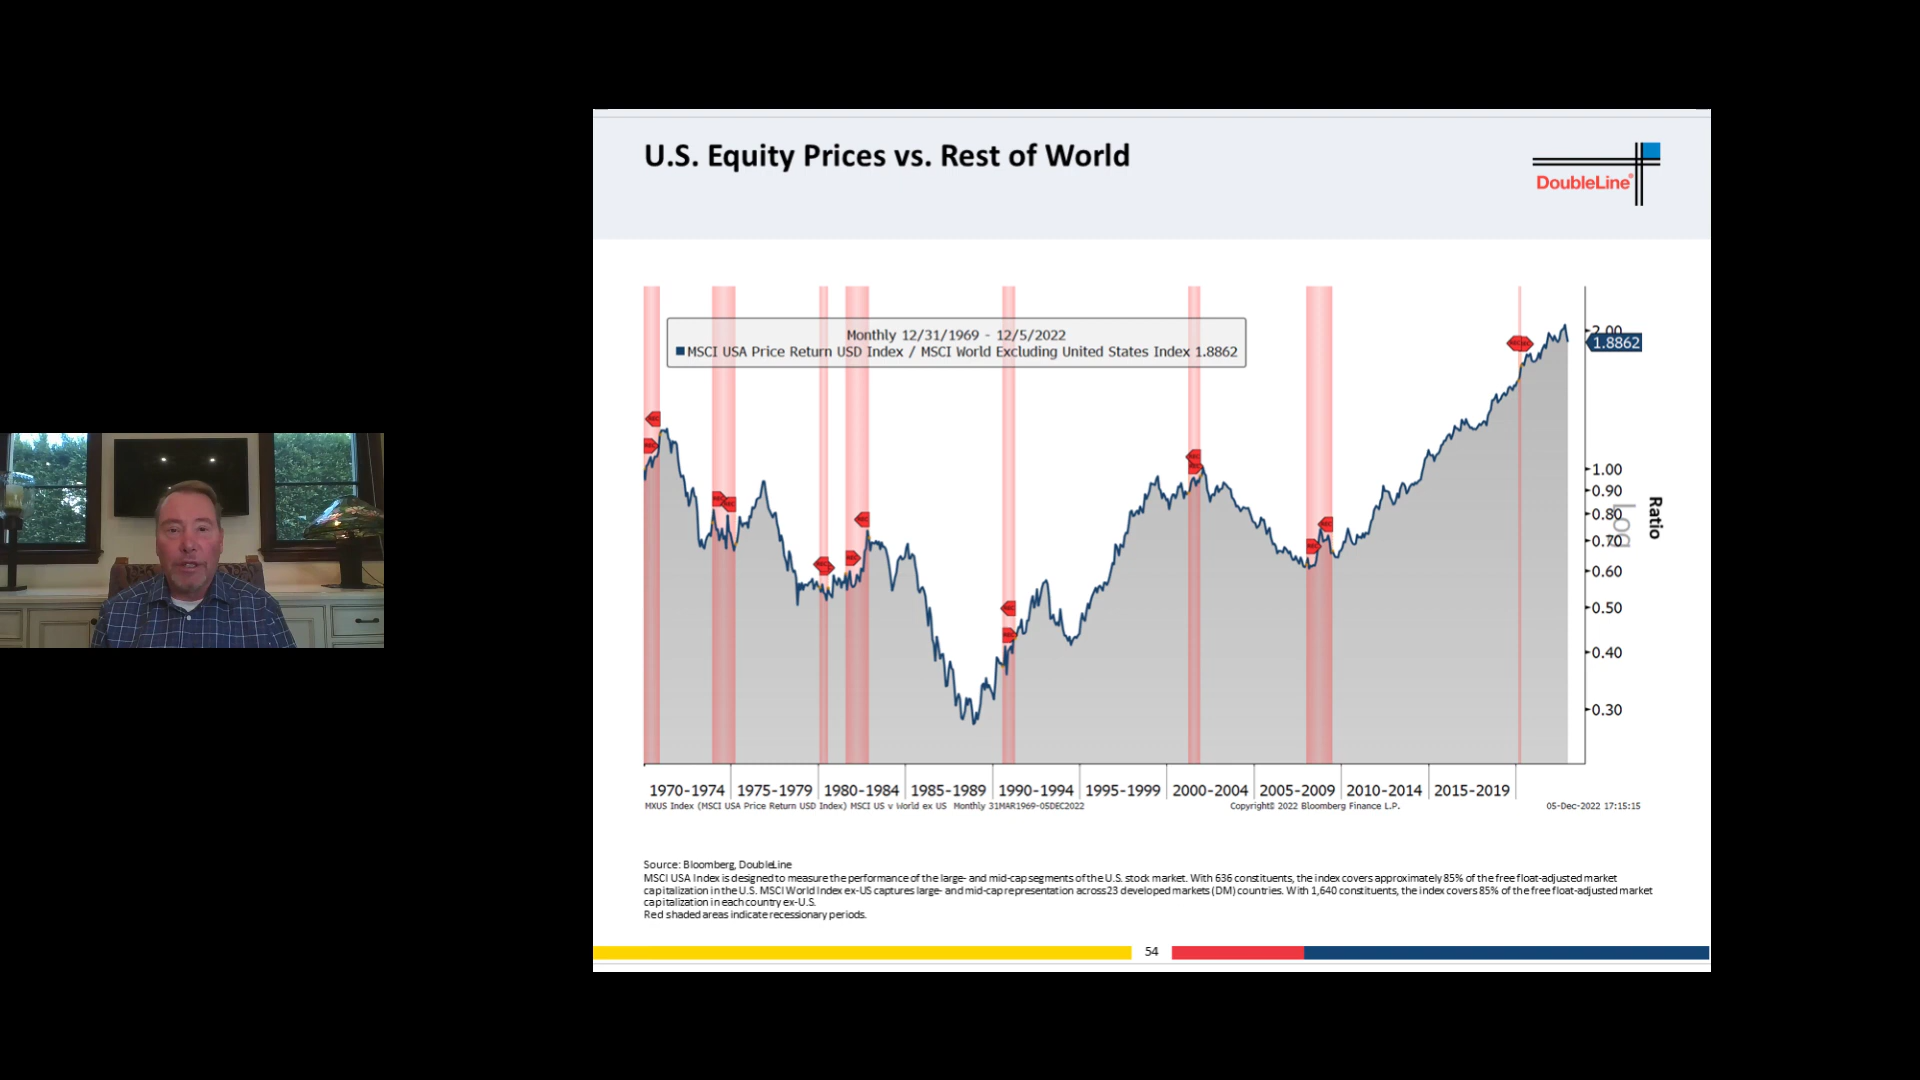 U.S. Equity Prices vs. Rest of World
DoubleLine®
Monthly 12/31/1969 - 12/5/2022
MSCI USA Price Return USD Index / MSCI World Excluding United States Index 1.8862
2.00
1.8862
1.00
0.90
0.80
0.70
0.60
0.50
0.40
0.30
Log
Ratio
1970-1974 1975-1979 1980-1984 1985-1989 1990-1994 1995-1999 2000-2004 2005-2009 2010-2014 2015-2019
MXUS Index (MSCI USA Price Return USD Index) MSCI US v World ex US Monthly 31MAR1969-05DEC2022 Copyright© 2022 Bloomberg Finance L.P. 05-Dec-2022 17:15:15
Source: Bloomberg, DoubleLine
MSCI USA Index is designed to measure the performance of the large- and mid-cap segments of the U.S. stock market. With 636 constituents, the index covers approximately 85% of the free float-adjusted market
capitalization in the U.S. MSCI World Index ex-US captures large- and mid-cap representation across 23 developed markets (DM) countries. With 1,640 constituents, the index covers 85% of the free float-adjusted market
capitalization in each country ex-U.S.
Red shaded areas indicate recessionary periods.
54